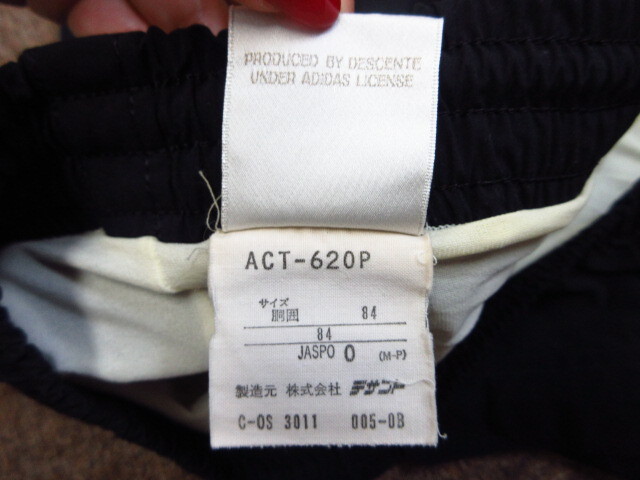 PRODUCED BY DESCENTE
UNDER ADIDAS LICENSE
ACT-620P
サイズ
胴囲 84
84
JASPO O (M-P)
製造元 株式会社 デサント
C-OS 3011 005-0B